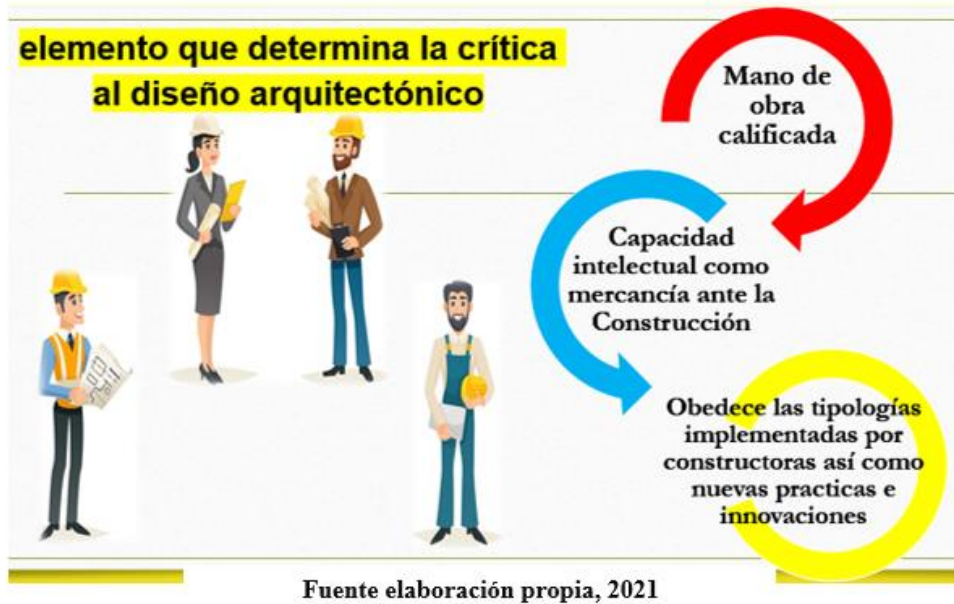 elemento que determina la crítica
al diseño arquitectónico
Mano de
obra
calificada
Capacidad
intelectual como
mercancía ante la
Construcción
Obedece las tipologías
implementadas por
constructoras así como
nuevas practicas e
innovaciones
Fuente elaboración propia, 2021